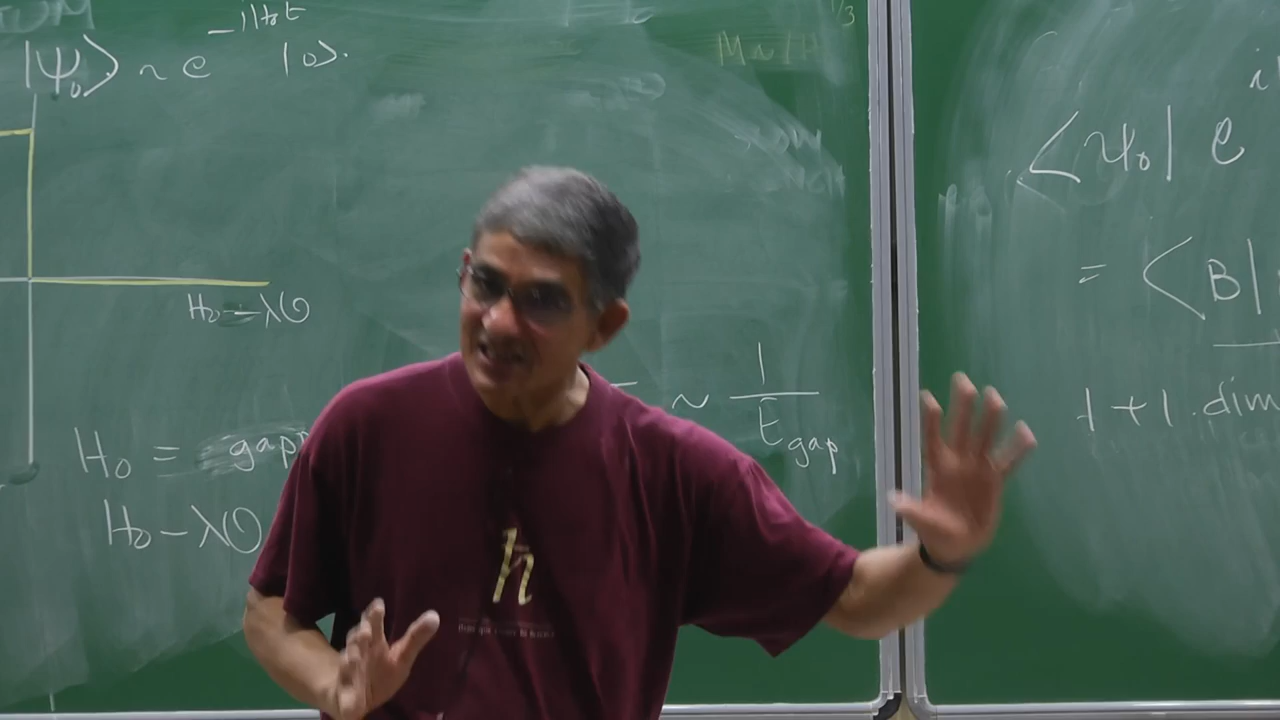 |ψ₀⟩ ~ e^{-iH₀t} |0⟩.
H₀ - λO
H₀ = gap
H₀ - λO
~ 1/E_gap
⟨ψ₀| e^i
= ⟨B|
1+1 dim
ħ